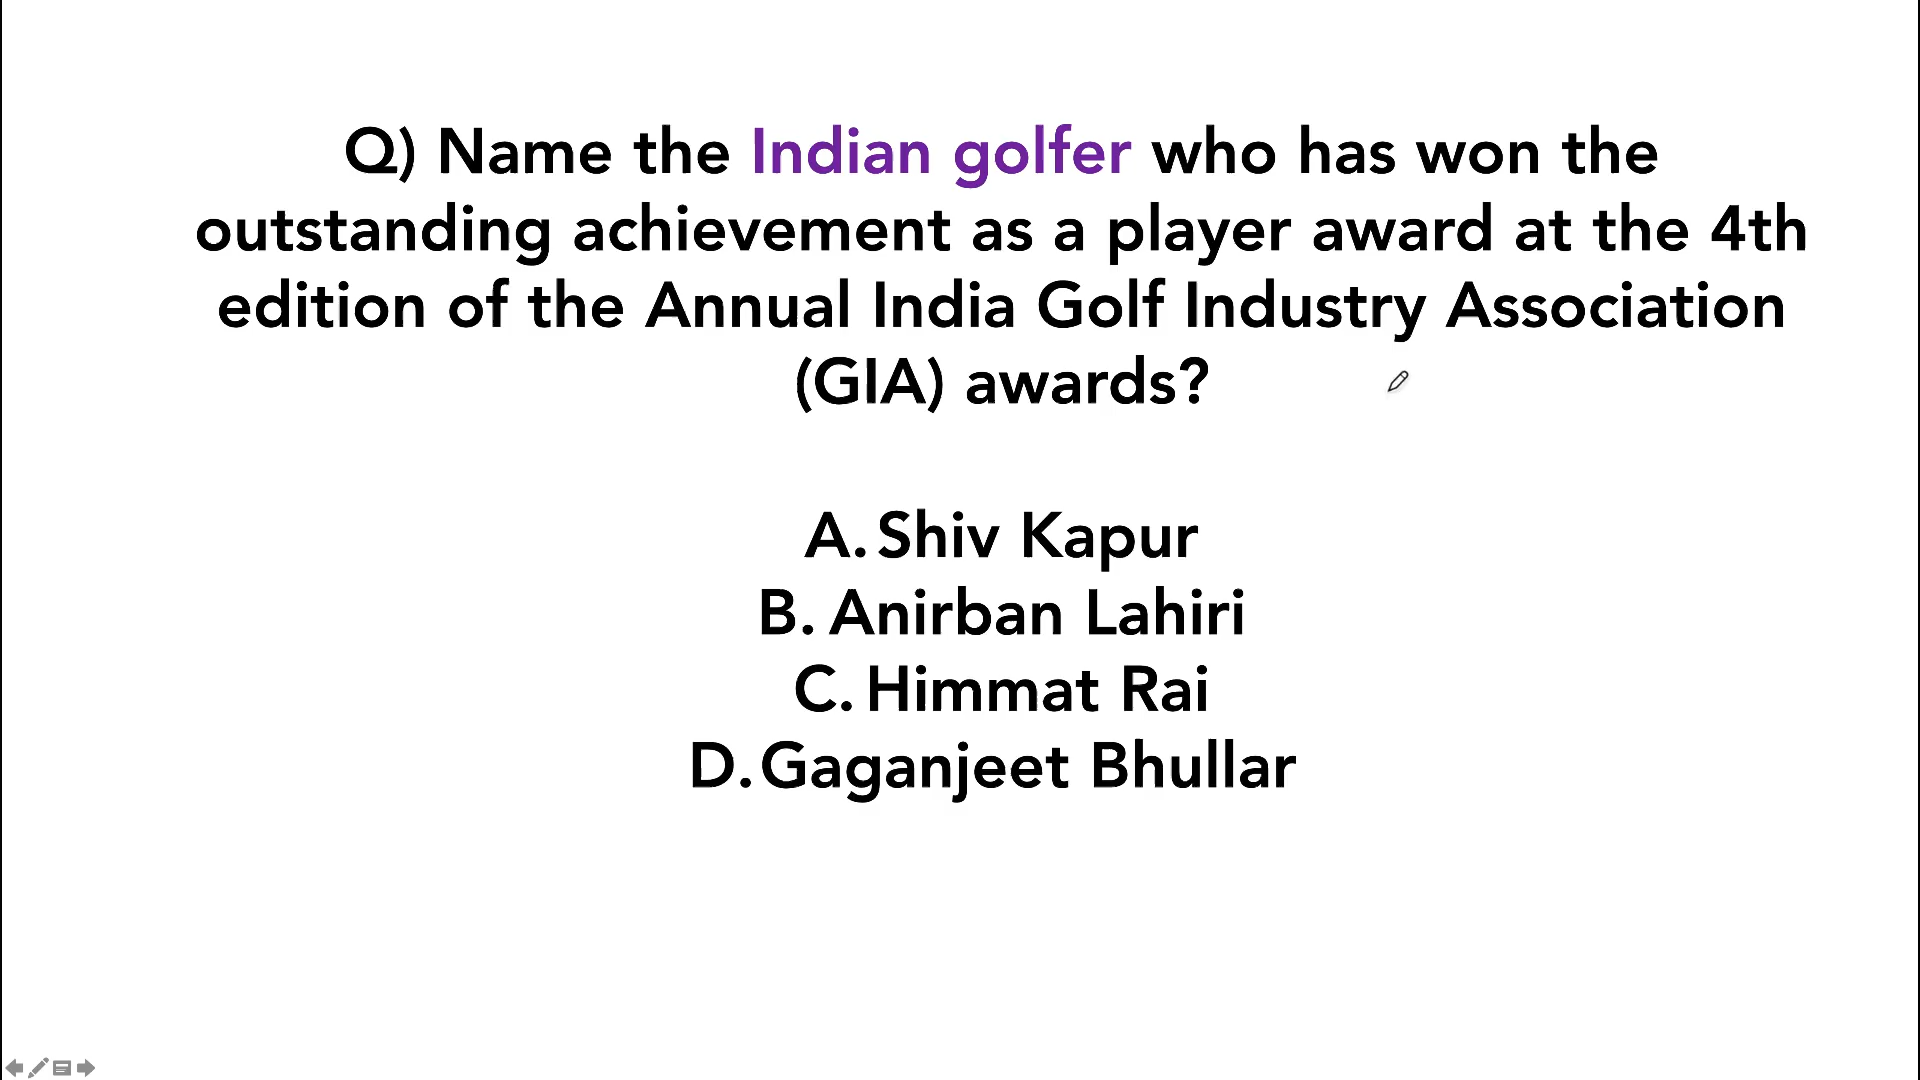 Q) Name the Indian golfer who has won the
outstanding achievement as a player award at the 4th
edition of the Annual India Golf Industry Association
(GIA) awards?
A. Shiv Kapur
B. Anirban Lahiri
C. Himmat Rai
D. Gaganjeet Bhullar